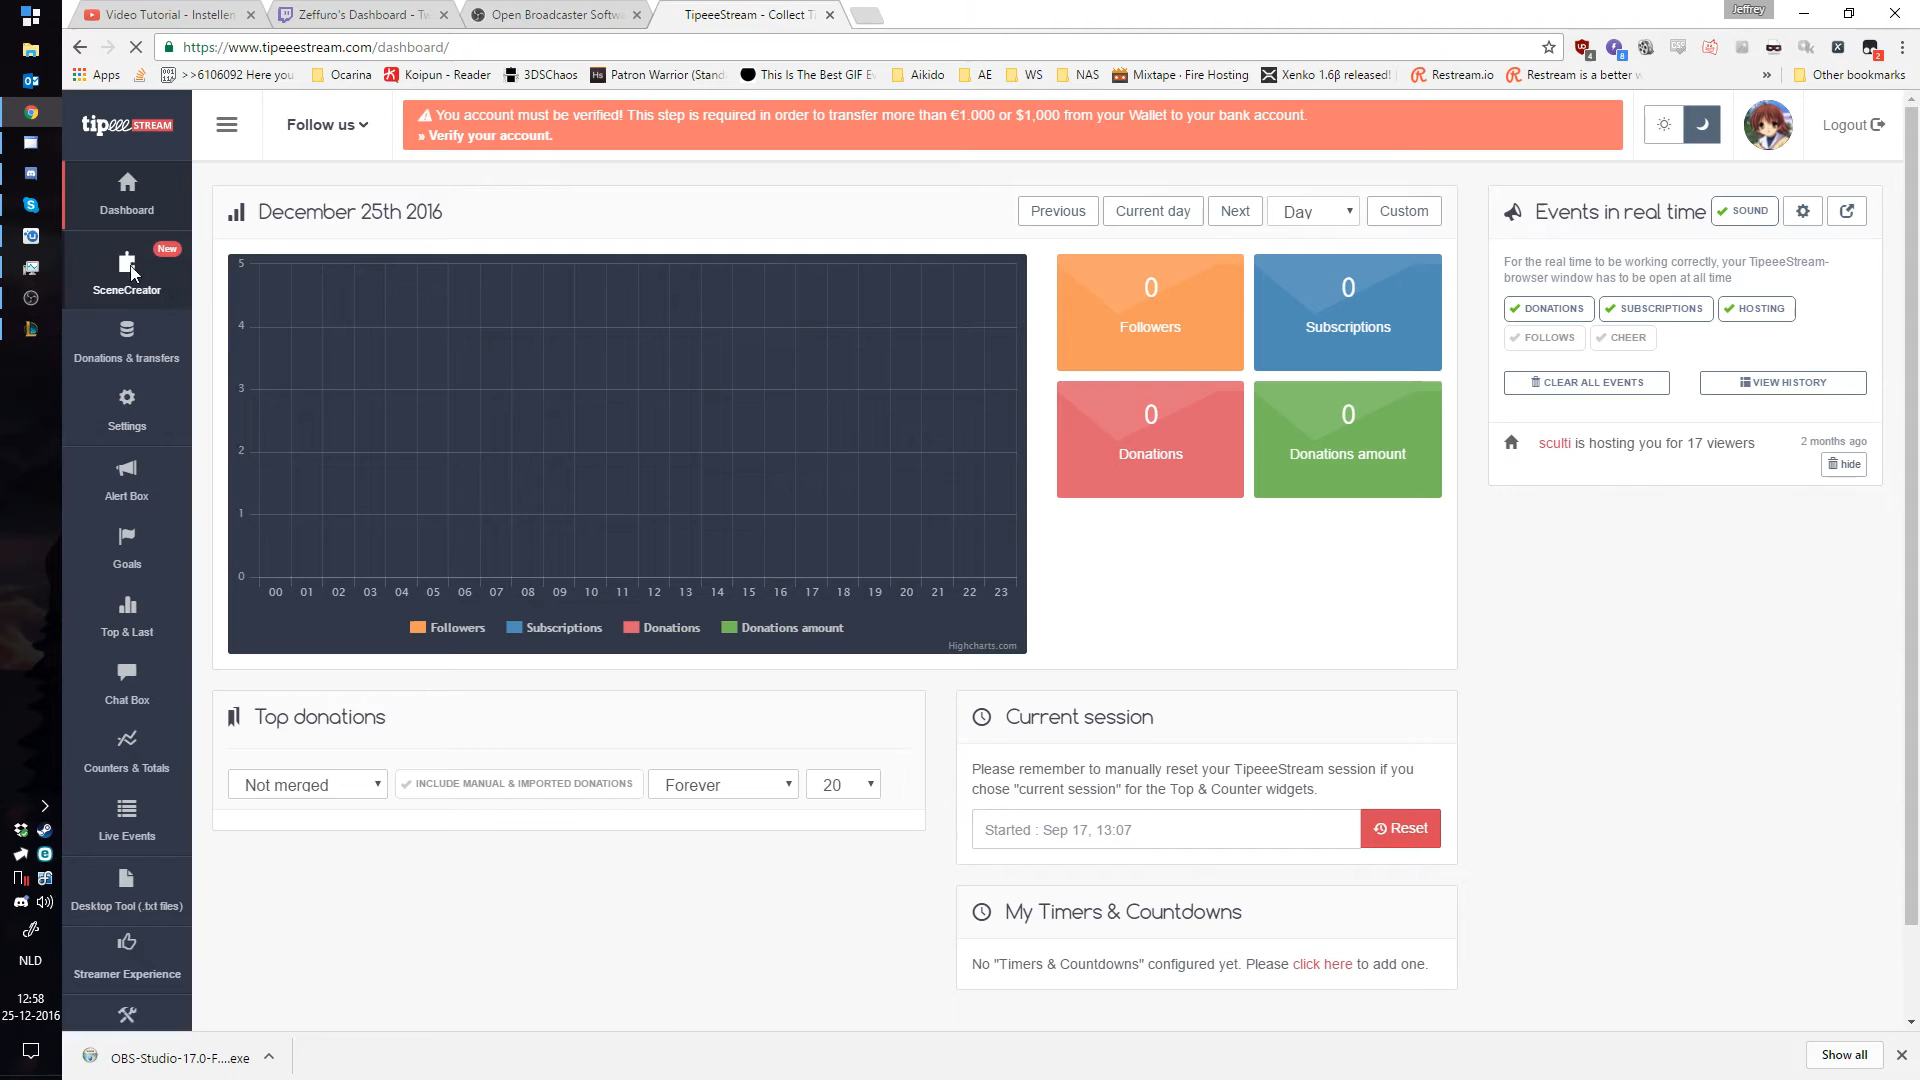 Video Tutorial - Instellen
Zeffuro's Dashboard - Tw
Open Broadcaster Softwa
TipeeeStream - Collect T
Jeffrey
https://www.tipeeestream.com/dashboard/
4
8
2
Apps
>>6106092 Here you
Ocarina
Koipun - Reader
3DSChaos
Hs
Patron Warrior (Stand
This Is The Best GIF Ev
Aikido
AE
WS
NAS
Mixtape · Fire Hosting
Xenko 1.6β released!
Restream.io
Restream is a better w
»
Other bookmarks
tipeee STREAM
Follow us
You account must be verified! This step is required in order to transfer more than €1.000 or $1,000 from your Wallet to your bank account.
» Verify your account.
Logout
Dashboard
New
SceneCreator
Donations & transfers
Settings
Alert Box
Goals
Top & Last
Chat Box
Counters & Totals
Live Events
Desktop Tool (.txt files)
Streamer Experience
December 25th 2016
Previous
Current day
Next
Day
Custom
5
4
3
2
1
0
00 01 02 03 04 05 06 07 08 09 10 11 12 13 14 15 16 17 18 19 20 21 22 23
Followers
Subscriptions
Donations
Donations amount
Highcharts.com
0
Followers
0
Subscriptions
0
Donations
0
Donations amount
Events in real time
SOUND
For the real time to be working correctly, your TipeeeStream-
browser window has to be open at all time
DONATIONS
SUBSCRIPTIONS
HOSTING
FOLLOWS
CHEER
CLEAR ALL EVENTS
VIEW HISTORY
sculti is hosting you for 17 viewers
2 months ago
hide
Top donations
Not merged
INCLUDE MANUAL & IMPORTED DONATIONS
Forever
20
Current session
Please remember to manually reset your TipeeeStream session if you
chose "current session" for the Top & Counter widgets.
Started : Sep 17, 13:07
Reset
My Timers & Countdowns
No "Timers & Countdowns" configured yet. Please click here to add one.
NLD
12:58
25-12-2016
OBS-Studio-17.0-F....exe
Show all